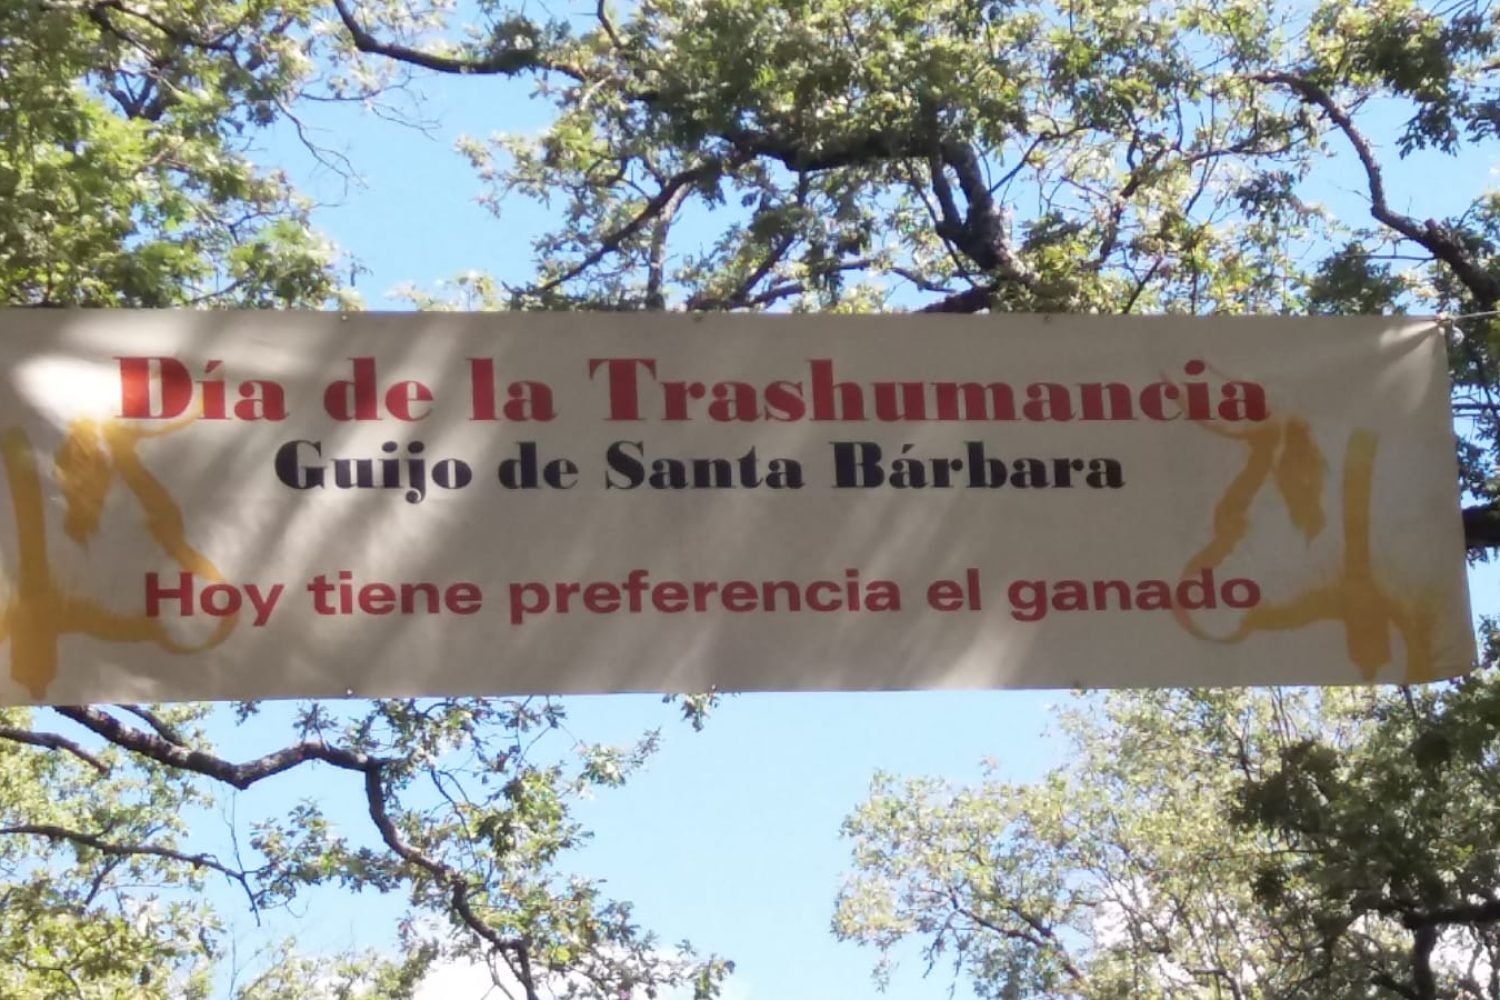 Día de la Trashumancia
Guijo de Santa Bárbara
Hoy tiene preferencia el ganado